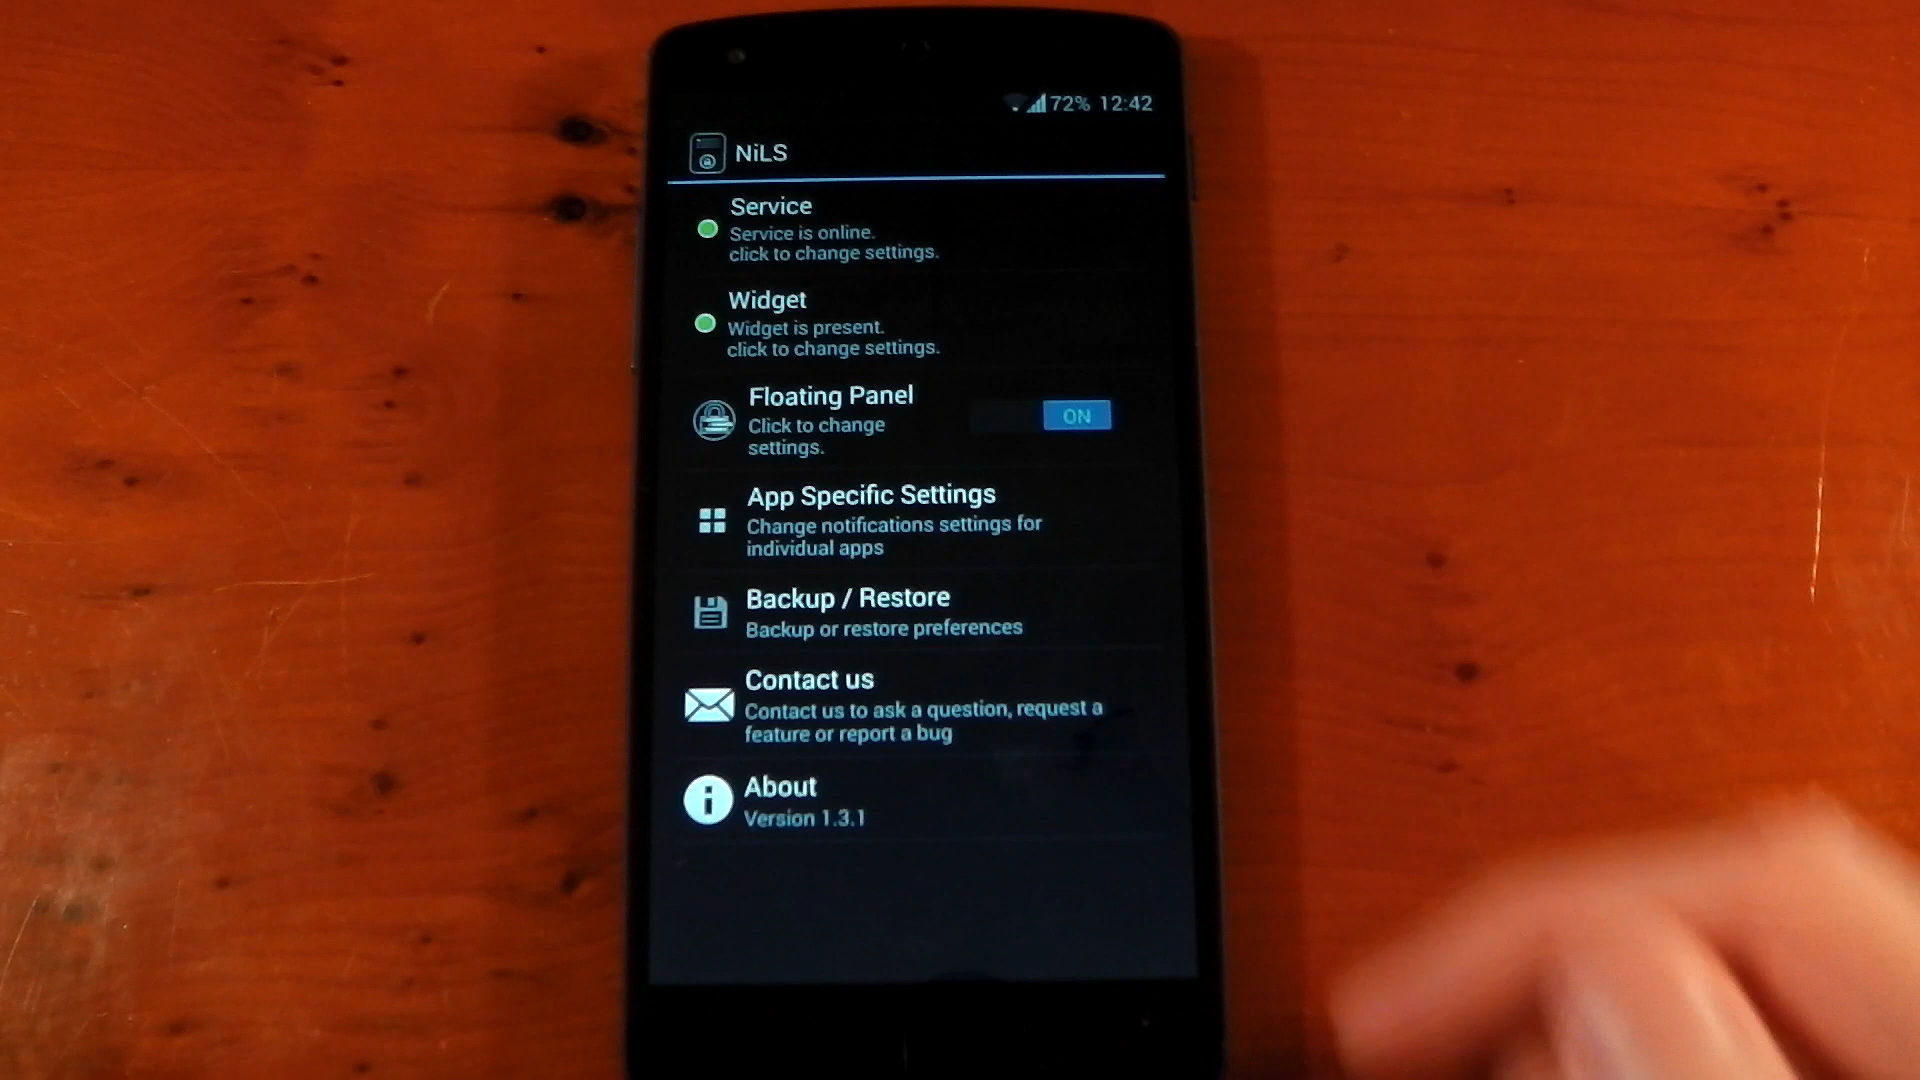 72% 12:42
NiLS
Service
Service is online.
click to change settings.
Widget
Widget is present.
click to change settings.
Floating Panel
Click to change
settings.
ON
App Specific Settings
Change notifications settings for
individual apps
Backup / Restore
Backup or restore preferences
Contact us
Contact us to ask a question, request a
feature or report a bug
About
Version 1.3.1